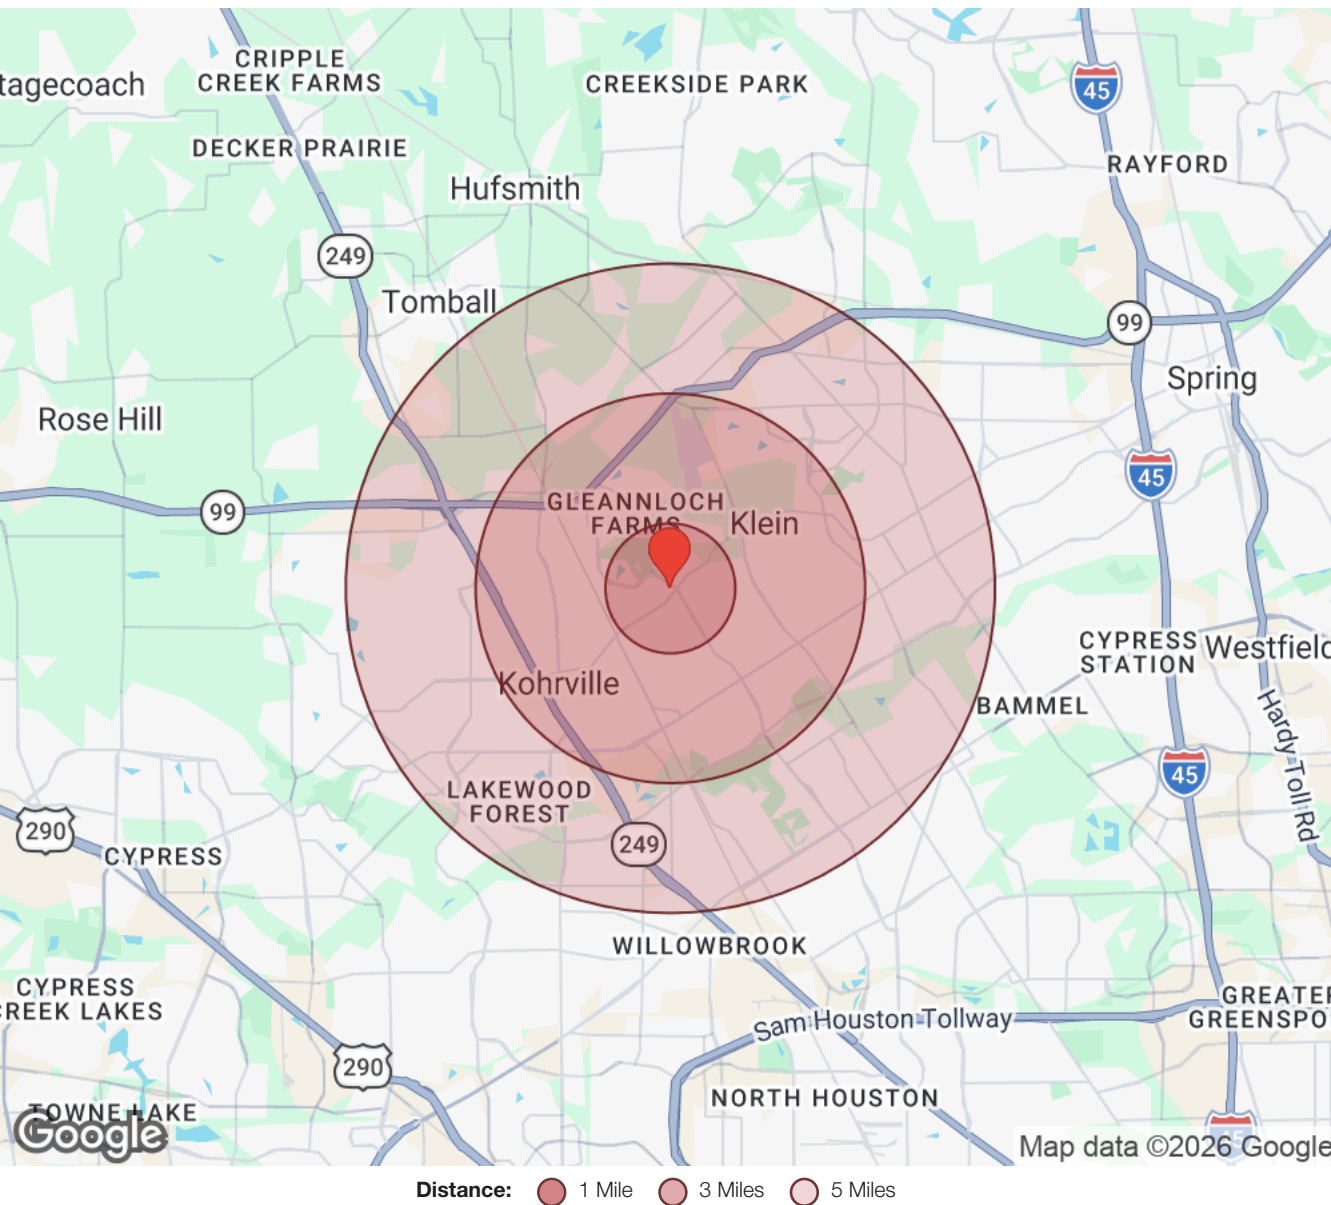 CRIPPLE
CREEK FARMS
tagecoach
CREEKSIDE PARK
45
DECKER PRAIRIE
RAYFORD
Hufsmith
249
Tomball
99
Spring
Rose Hill
45
99
GLEANNLOCH
FARMS
Klein
CYPRESS
STATION
Westfield
Kohrville
BAMMEL
Hardy Toll Rd
LAKEWOOD
FOREST
45
290
249
CYPRESS
WILLOWBROOK
CYPRESS
CREEK LAKES
GREATER
GREENSPO
Sam Houston Tollway
290
NORTH HOUSTON
TOWNE LAKE
Google
45
Map data ©2026 Google
Distance: 1 Mile 3 Miles 5 Miles